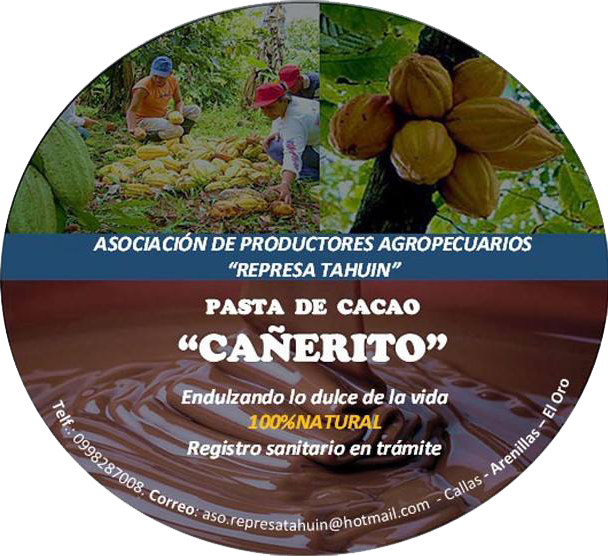 ASOCIACIÓN DE PRODUCTORES AGROPECUARIOS
“REPRESA TAHUIN”
PASTA DE CACAO
“CAÑERITO”
Endulzando lo dulce de la vida
100%NATURAL
Registro sanitario en trámite
Telf.: 0998287008. Correo: aso.represatahuin@hotmail.com - Callas - Arenillas – El Oro